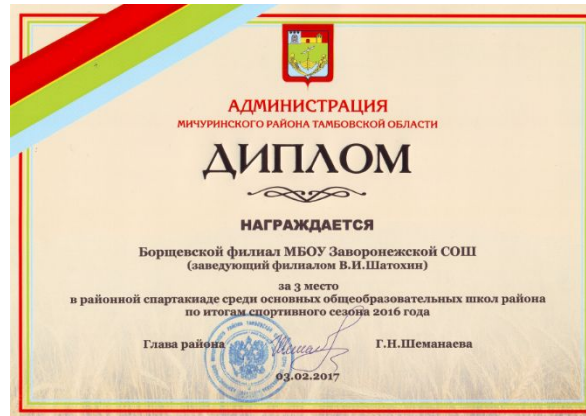 АДМИНИСТРАЦИЯ
МИЧУРИНСКОГО РАЙОНА ТАМБОВСКОЙ ОБЛАСТИ
ДИПЛОМ
НАГРАЖДАЕТСЯ
Борщевской филиал МБОУ Заворонежской СОШ
(заведующий филиалом В.И.Шатохин)
за 3 место
в районной спартакиаде среди основных общеобразовательных школ района
по итогам спортивного сезона 2016 года
Глава района Г.Н.Шеманаева
03.02.2017